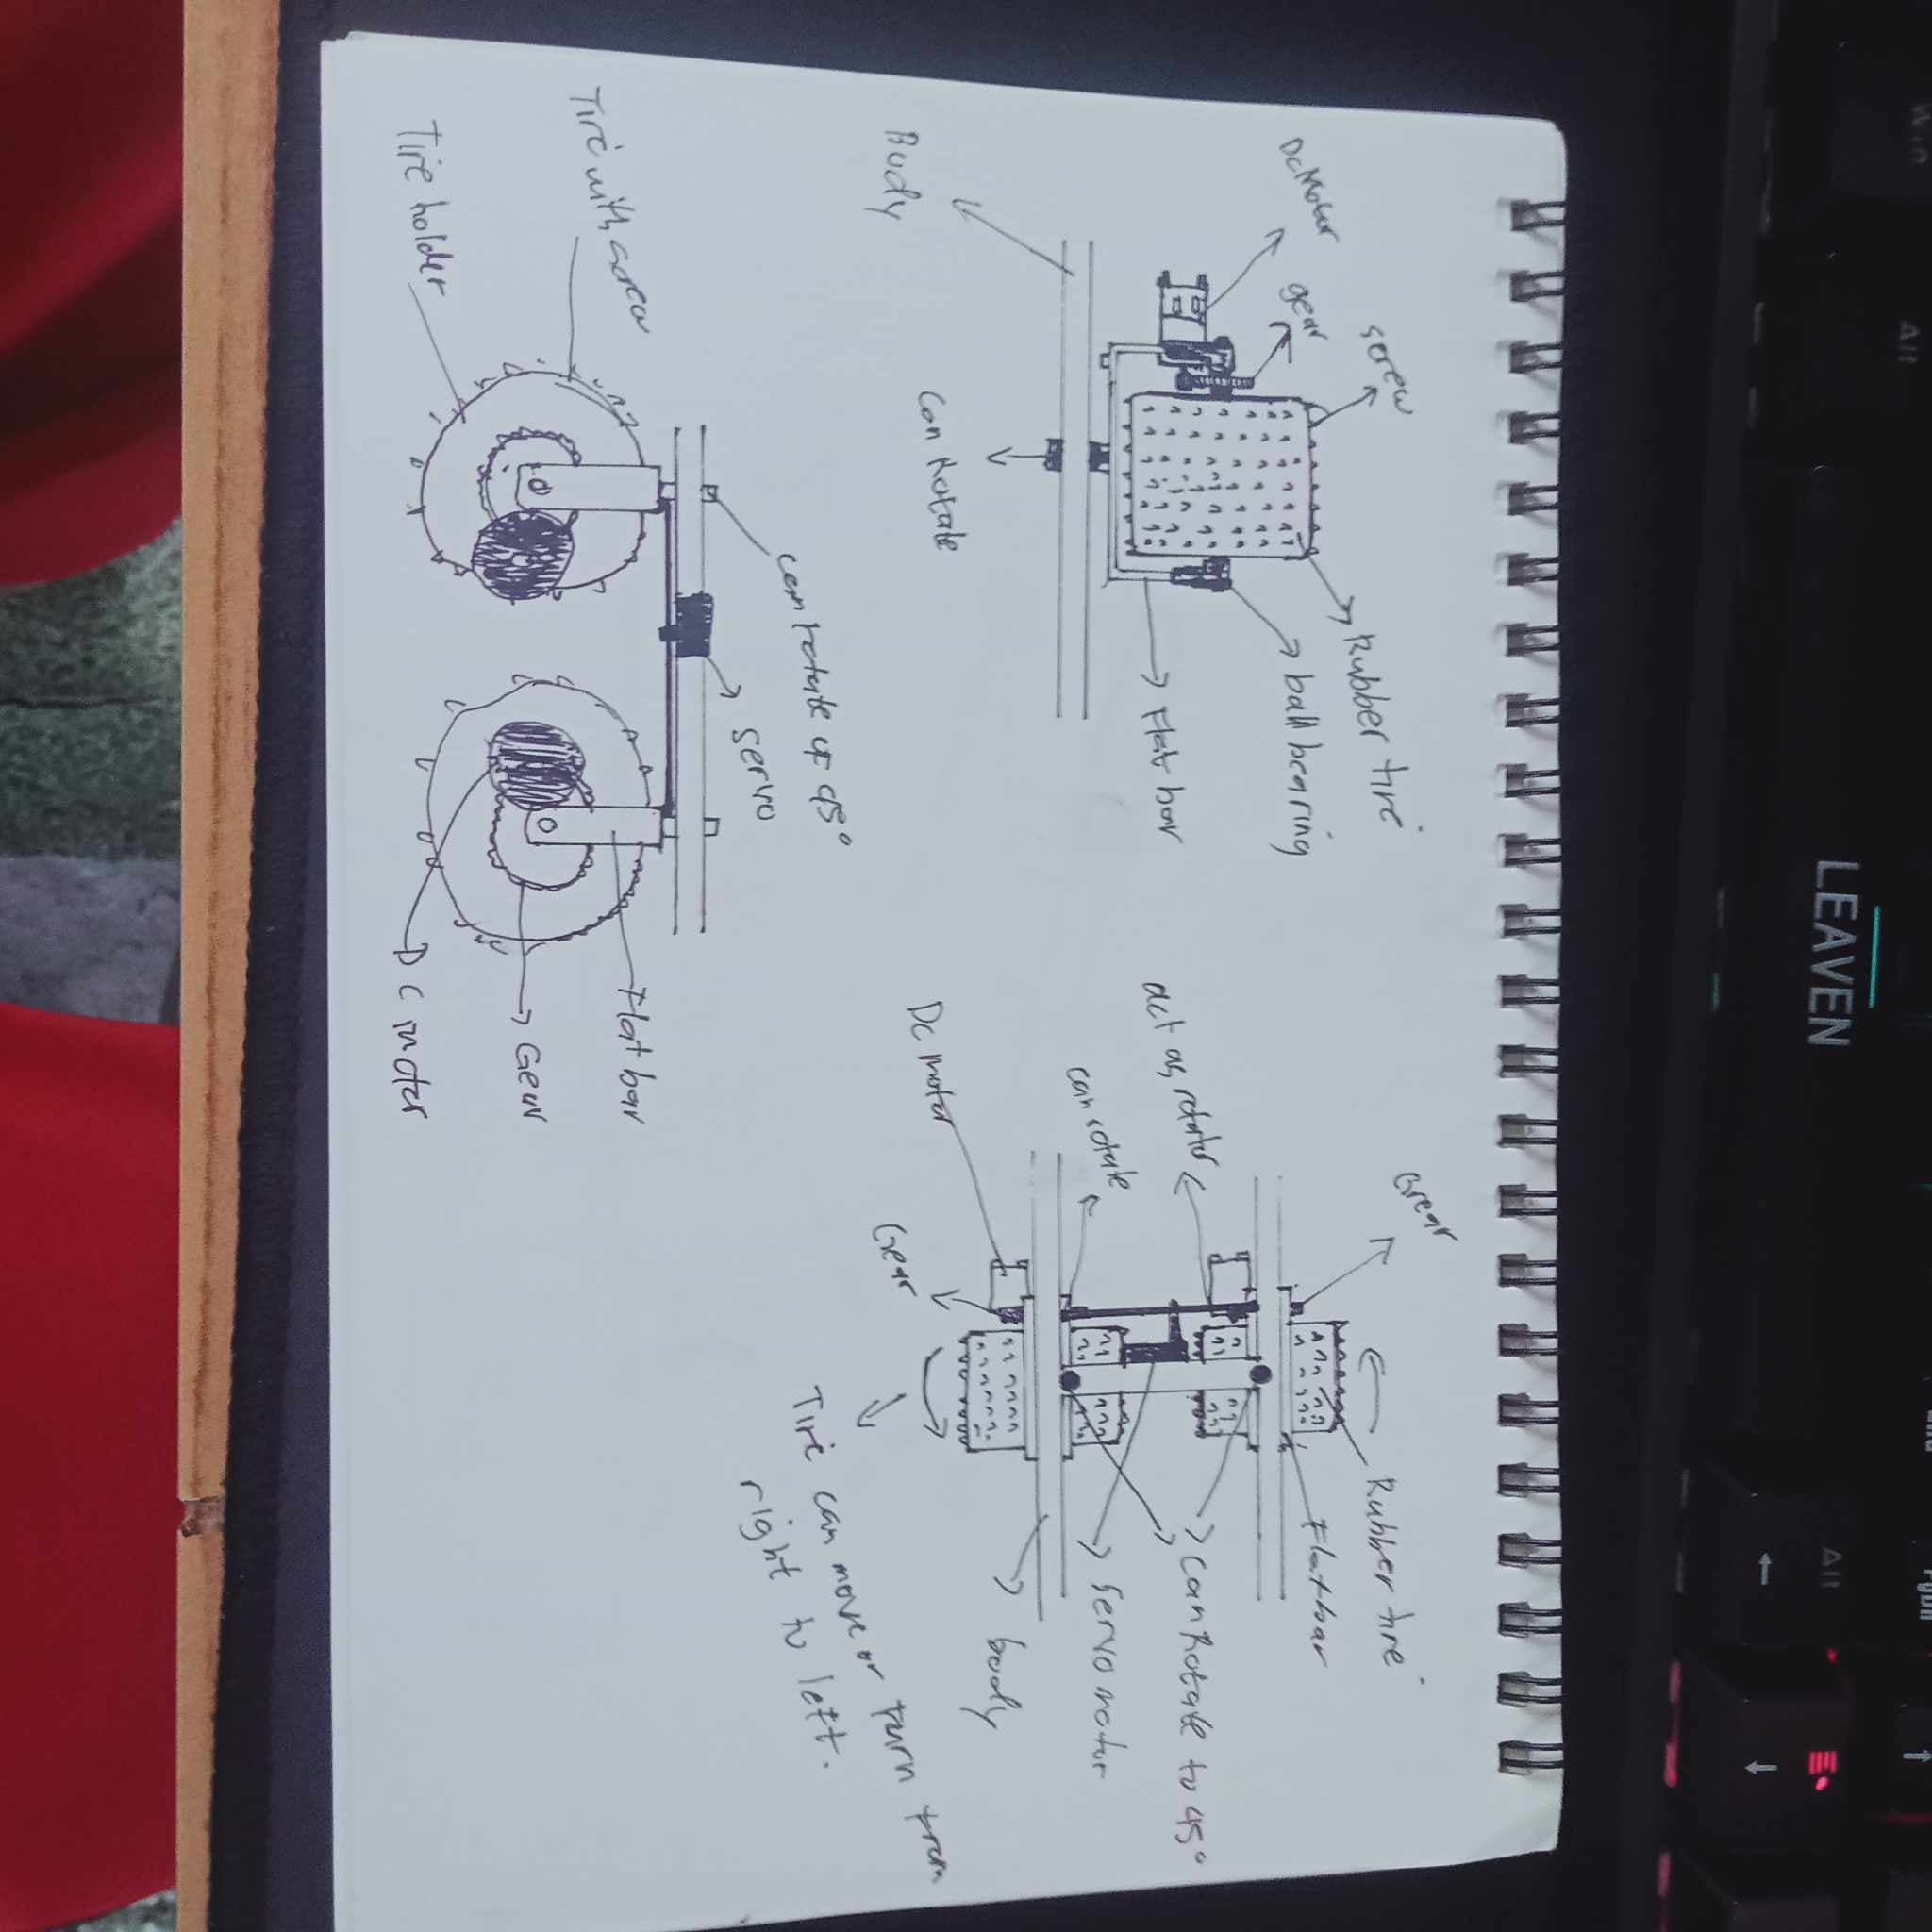 Dc Motor
gear
screw
Rubber tire
ball bearing
Flat bar
Body
Can Rotate
Gear
Rubber tire
Flat bar
act as rotator
can rotate
Can Rotate to 45°
Servo motor
body
Dc motor
Gear
Tire can move or turn from
right to left.
Tire with screw
Tire holder
can rotate
45°
servo
Flat bar
Gear
DC motor
LEAVEN
Win
Alt
Alt